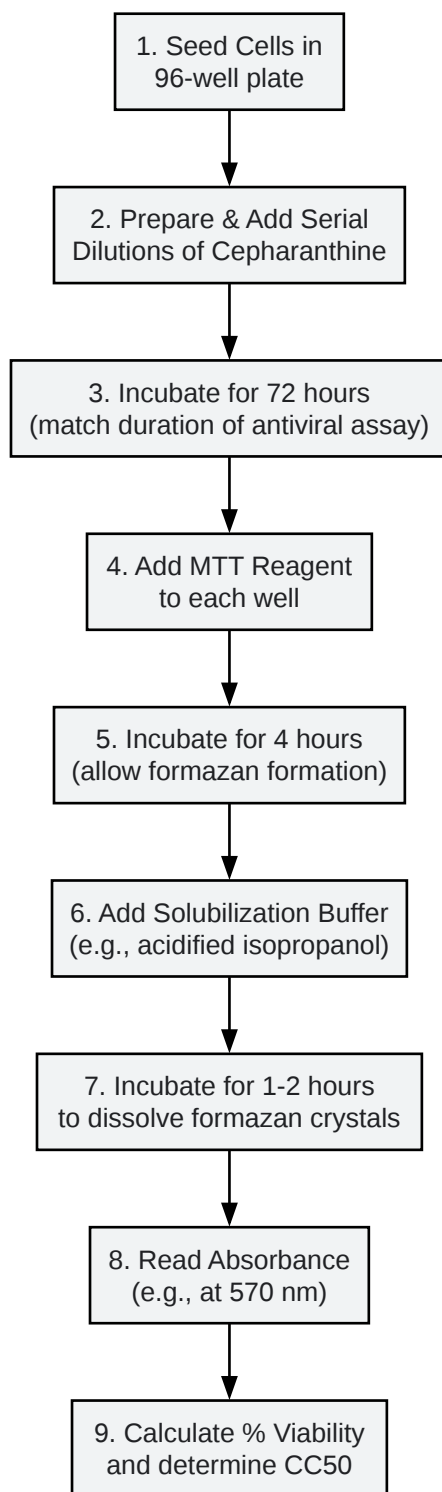 1. Seed Cells in
96-well plate
2. Prepare & Add Serial
Dilutions of Cepharanthine
3. Incubate for 72 hours
(match duration of antiviral assay)
4. Add MTT Reagent
to each well
5. Incubate for 4 hours
(allow formazan formation)
6. Add Solubilization Buffer
(e.g., acidified isopropanol)
7. Incubate for 1-2 hours
to dissolve formazan crystals
8. Read Absorbance
(e.g., at 570 nm)
9. Calculate % Viability
and determine CC50